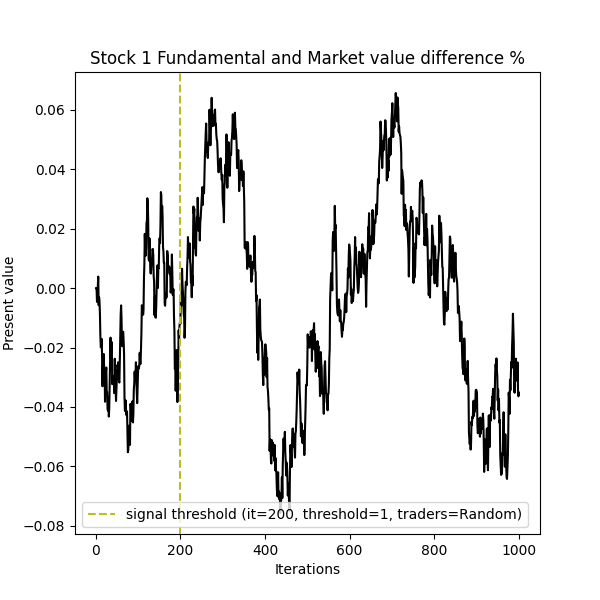 Stock 1 Fundamental and Market value difference %
Present value
0.06
0.04
0.02
0.00
−0.02
−0.04
−0.06
−0.08
signal threshold (it=200, threshold=1, traders=Random)
0 200 400 600 800 1000
Iterations